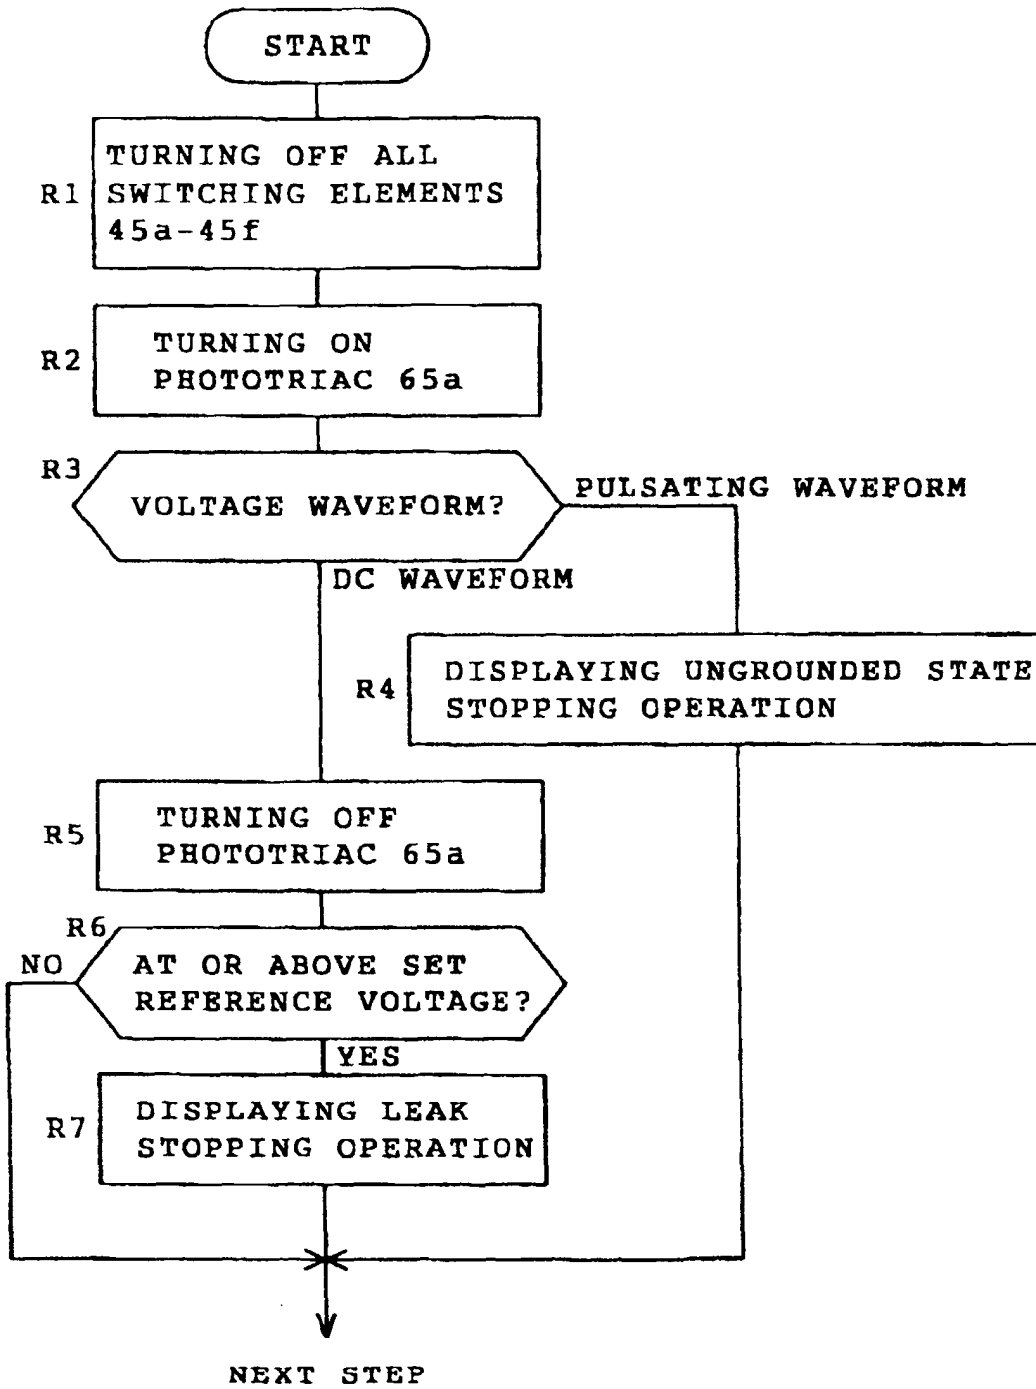 START
R1
TURNING OFF ALL
SWITCHING ELEMENTS
45a-45f
R2
TURNING ON
PHOTOTRIAC 65a
R3
VOLTAGE WAVEFORM?
PULSATING WAVEFORM
DC WAVEFORM
R4
DISPLAYING UNGROUNDED STATE
STOPPING OPERATION
R5
TURNING OFF
PHOTOTRIAC 65a
R6
NO
AT OR ABOVE SET
REFERENCE VOLTAGE?
YES
R7
DISPLAYING LEAK
STOPPING OPERATION
NEXT STEP